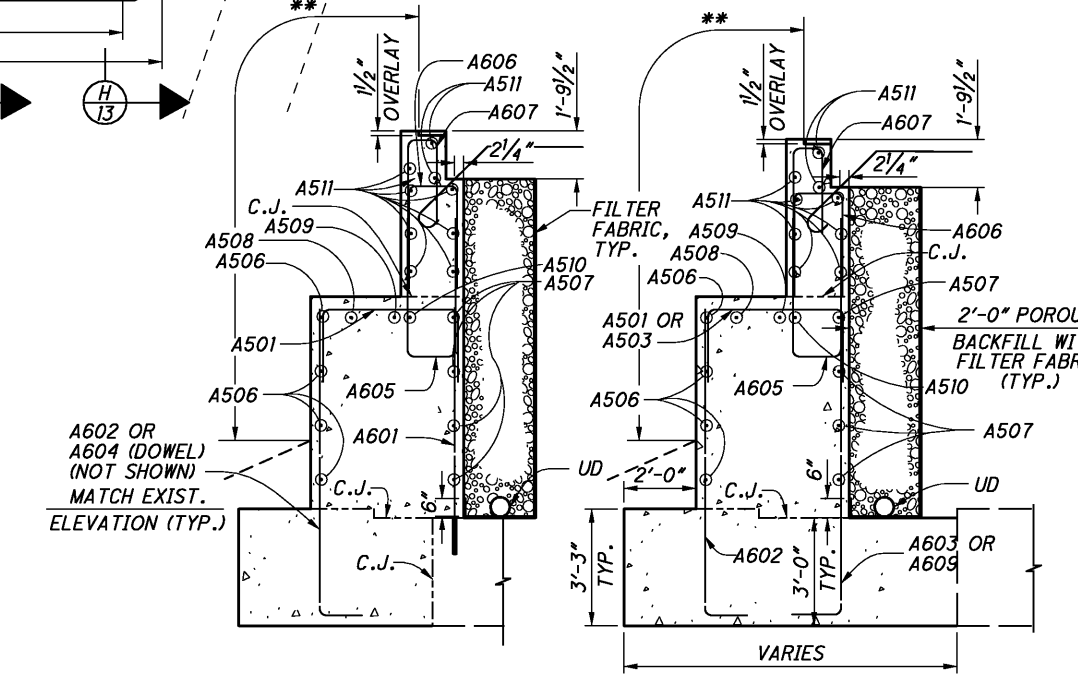 **
**
H
13
1½" OVERLAY
A606
A511
A607
1'-9½"
2¼"
A511
C.J.
A509
A508
A506
FILTER
FABRIC,
TYP.
A510
A507
A501
A605
A506
A601
A602 OR
A604 (DOWEL)
(NOT SHOWN)
MATCH EXIST.
ELEVATION (TYP.)
C.J.
6"
UD
C.J.
1½" OVERLAY
A511
A607
1'-9½"
2¼"
A511
A509
A508
A506
A606
C.J.
A507
A501 OR
A503
2'-0" POROU
BACKFILL WI
FILTER FABR
(TYP.)
A605
A510
A506
A507
2'-0"
C.J.
6"
UD
3'-3" TYP.
A602
3'-0" TYP.
A603 OR
A609
VARIES